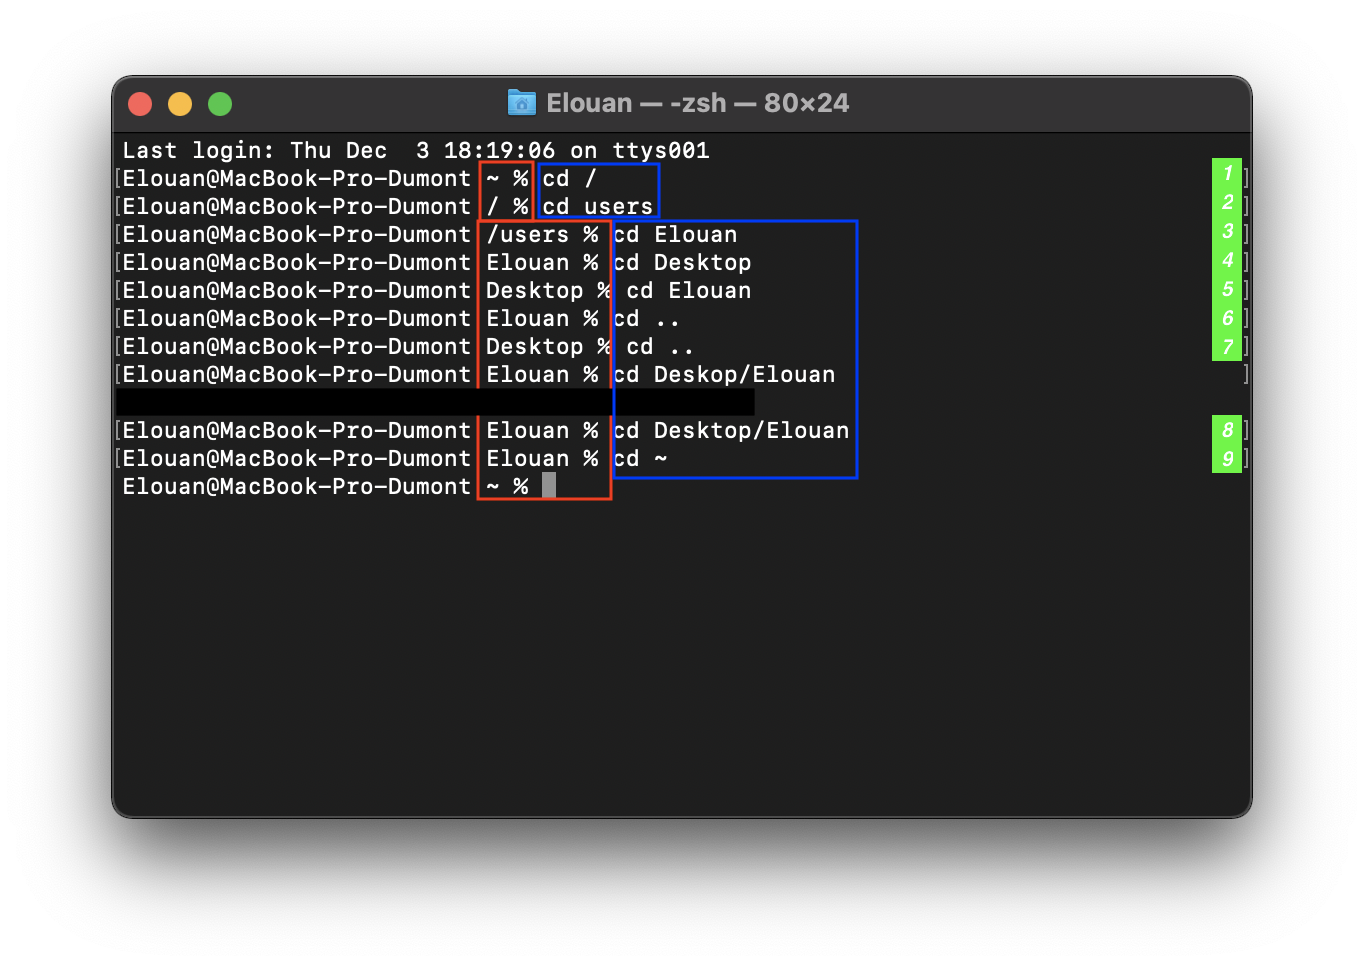 Elouan — -zsh — 80×24
Last login: Thu Dec  3 18:19:06 on ttys001
[Elouan@MacBook-Pro-Dumont ~ % cd / 1 ]
[Elouan@MacBook-Pro-Dumont / % cd users 2 ]
[Elouan@MacBook-Pro-Dumont /users % cd Elouan 3 ]
[Elouan@MacBook-Pro-Dumont Elouan % cd Desktop 4 ]
[Elouan@MacBook-Pro-Dumont Desktop % cd Elouan 5 ]
[Elouan@MacBook-Pro-Dumont Elouan % cd .. 6 ]
[Elouan@MacBook-Pro-Dumont Desktop % cd .. 7 ]
[Elouan@MacBook-Pro-Dumont Elouan % cd Deskop/Elouan ]
[Elouan@MacBook-Pro-Dumont Elouan % cd Desktop/Elouan 8 ]
[Elouan@MacBook-Pro-Dumont Elouan % cd ~ 9 ]
Elouan@MacBook-Pro-Dumont ~ %